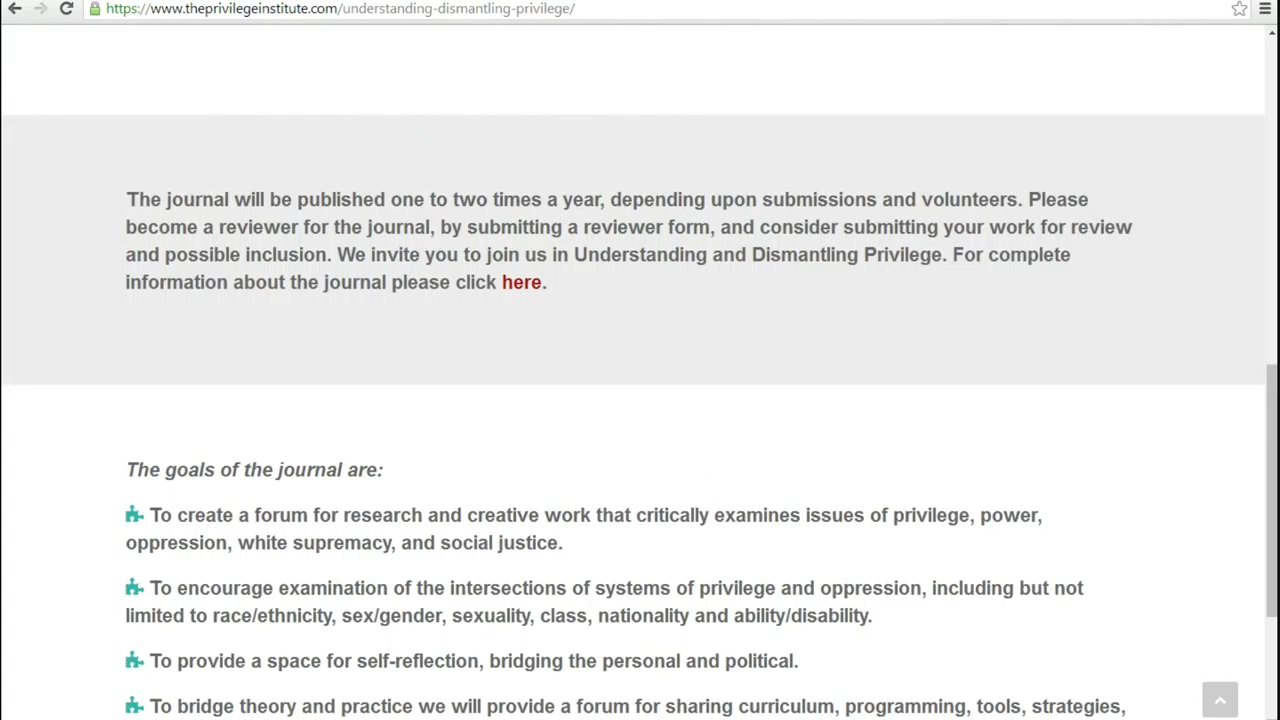 https://www.theprivilegeinstitute.com/understanding-dismantling-privilege/
The journal will be published one to two times a year, depending upon submissions and volunteers. Please
become a reviewer for the journal, by submitting a reviewer form, and consider submitting your work for review
and possible inclusion. We invite you to join us in Understanding and Dismantling Privilege. For complete
information about the journal please click here.
The goals of the journal are:
To create a forum for research and creative work that critically examines issues of privilege, power,
oppression, white supremacy, and social justice.
To encourage examination of the intersections of systems of privilege and oppression, including but not
limited to race/ethnicity, sex/gender, sexuality, class, nationality and ability/disability.
To provide a space for self-reflection, bridging the personal and political.
To bridge theory and practice we will provide a forum for sharing curriculum, programming, tools, strategies,